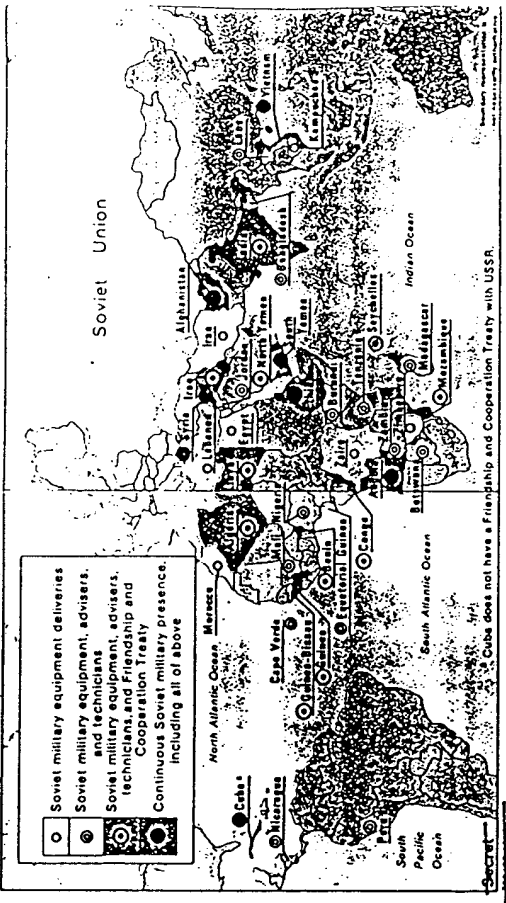 Soviet military equipment deliveries
Soviet military equipment, advisers,
and technicians
Soviet military equipment, advisers,
technicians, and Friendship and
Cooperation Treaty
Continuous Soviet military presence,
including all of above
Soviet Union
North Atlantic Ocean
Morocco
Algeria
Libya
Egypt
Lebanon
Syria
Iraq
Iran
Afghanistan
Jordan
North Yemen
South
Yemen
India
Bangladesh
Laos
Vietnam
Kampuchea
Cuba a
Nicaragua
Peru
South
Pacific
Ocean
Cape Verde
Guinea-Bissau
Guinea
Mali
Nigeria
Benin
Equatorial Guinea
Congo
Zaire
Burundi
Tanzania
Seychelles
Zambia
Angola
Botswana
Madagascar
Mozambique
South Atlantic Ocean
Indian Ocean
a Cuba does not have a Friendship and Cooperation Treaty with USSR.
Secret